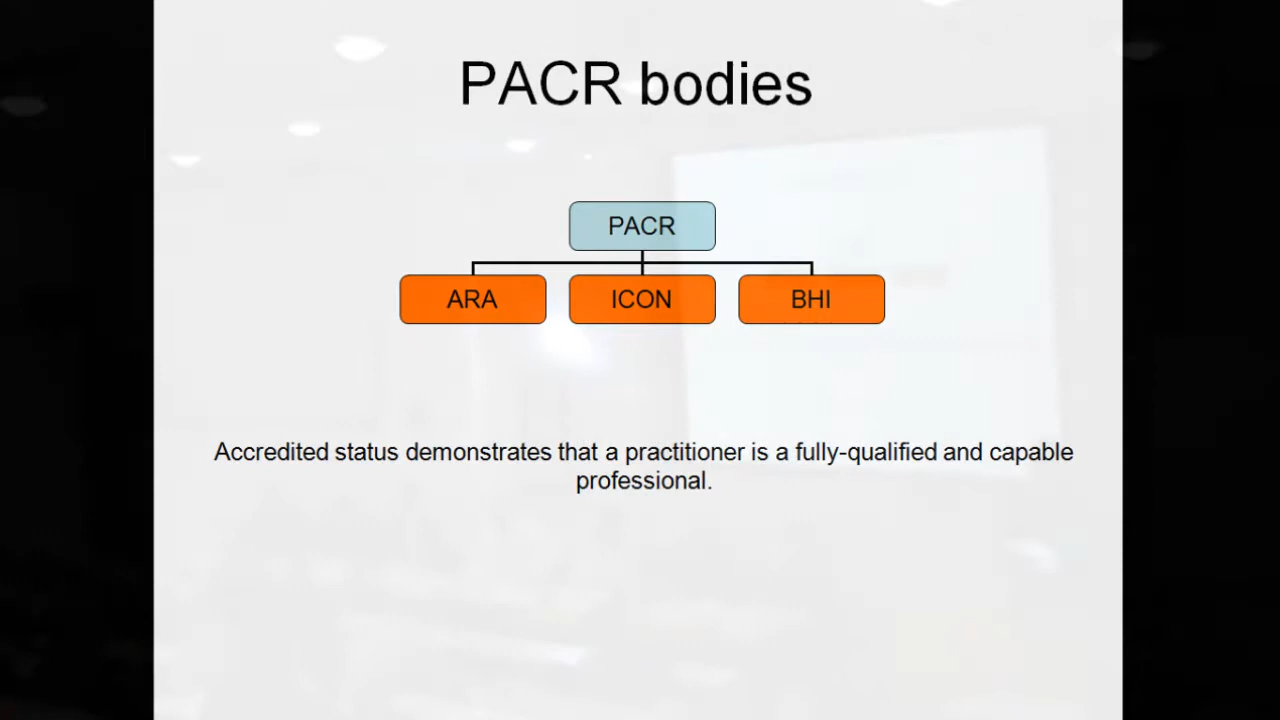 PACR bodies
PACR
ARA
ICON
BHI
Accredited status demonstrates that a practitioner is a fully-qualified and capable
professional.